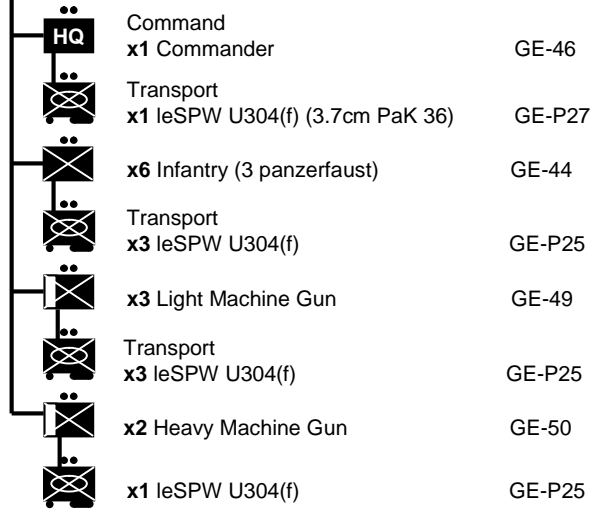 HQ
Command
x1 Commander GE-46
Transport
x1 leSPW U304(f) (3.7cm PaK 36) GE-P27
x6 Infantry (3 panzerfaust) GE-44
Transport
x3 leSPW U304(f) GE-P25
x3 Light Machine Gun GE-49
Transport
x3 leSPW U304(f) GE-P25
x2 Heavy Machine Gun GE-50
x1 leSPW U304(f) GE-P25